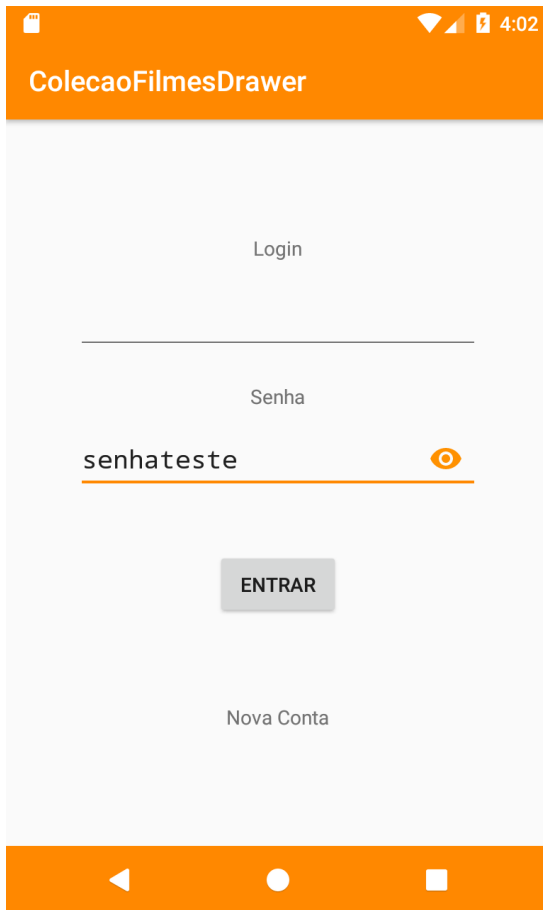 4:02
ColecaoFilmesDrawer
Login
Senha
senhateste
ENTRAR
Nova Conta